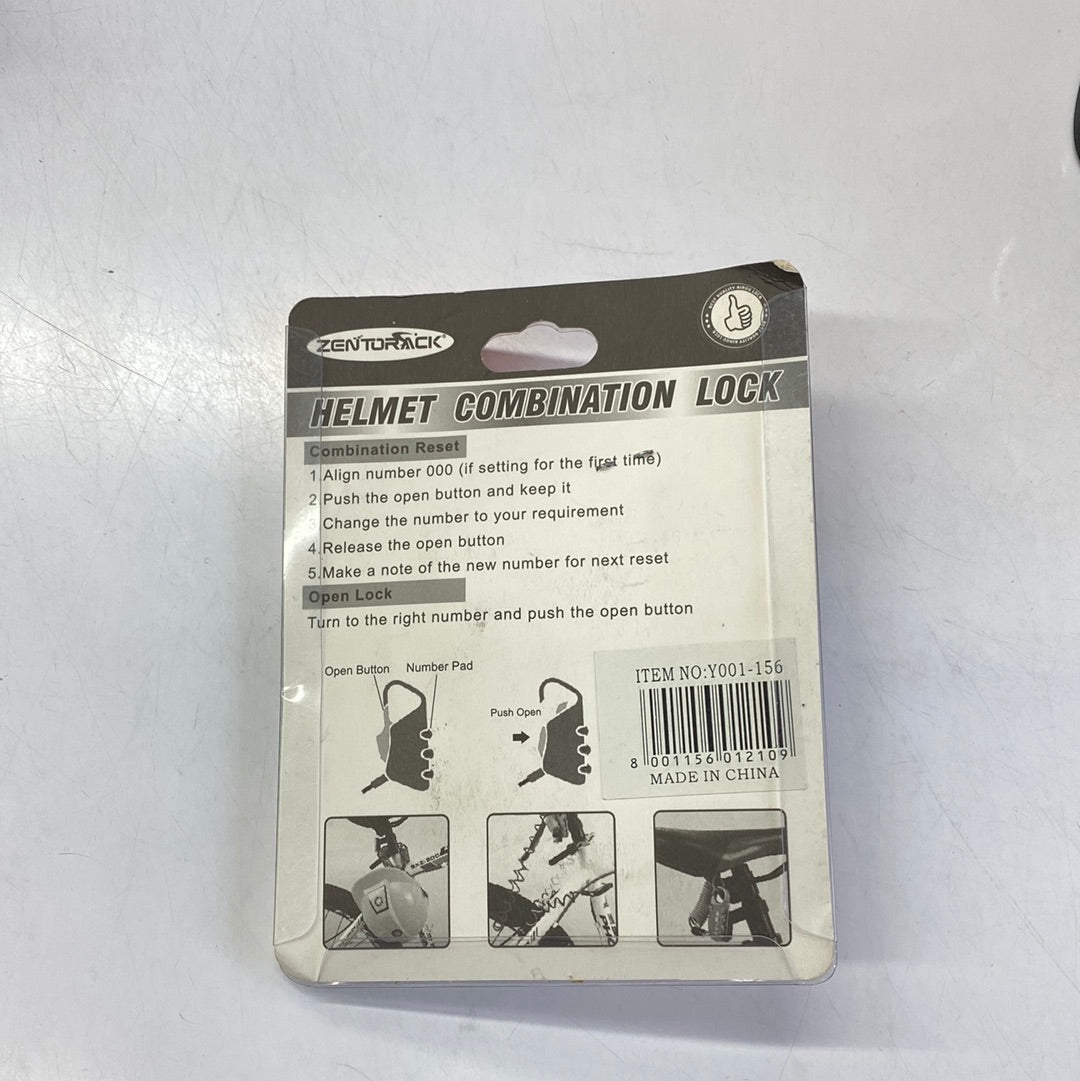 ZENTORACK®
HELMET COMBINATION LOCK
Combination Reset
1.Align number 000 (if setting for the first time)
2.Push the open button and keep it
3.Change the number to your requirement
4.Release the open button
5.Make a note of the new number for next reset
Open Lock
Turn to the right number and push the open button
Open Button
Number Pad
Push Open
ITEM NO:Y001-156
8 001156 012109
MADE IN CHINA